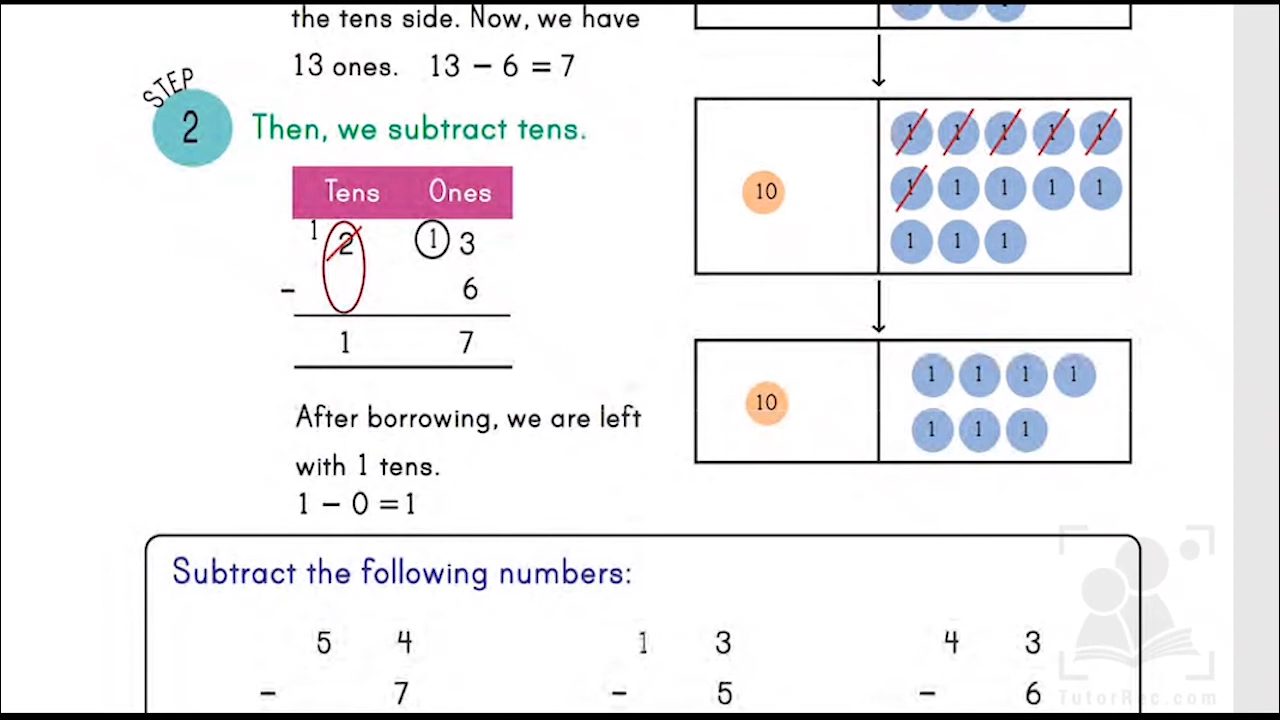 the tens side. Now, we have
13 ones. 13 − 6 = 7
STEP
2
Then, we subtract tens.
Tens Ones
1 2 1 3
− 6
1 7
After borrowing, we are left
with 1 tens.
1 − 0 = 1
1 1 1 1 1
10 1 1 1 1 1
1 1 1
1 1 1 1
10
1 1 1
Subtract the following numbers:
5 4 1 3 4 3
− 7 − 5 − 6
TutorRec.com